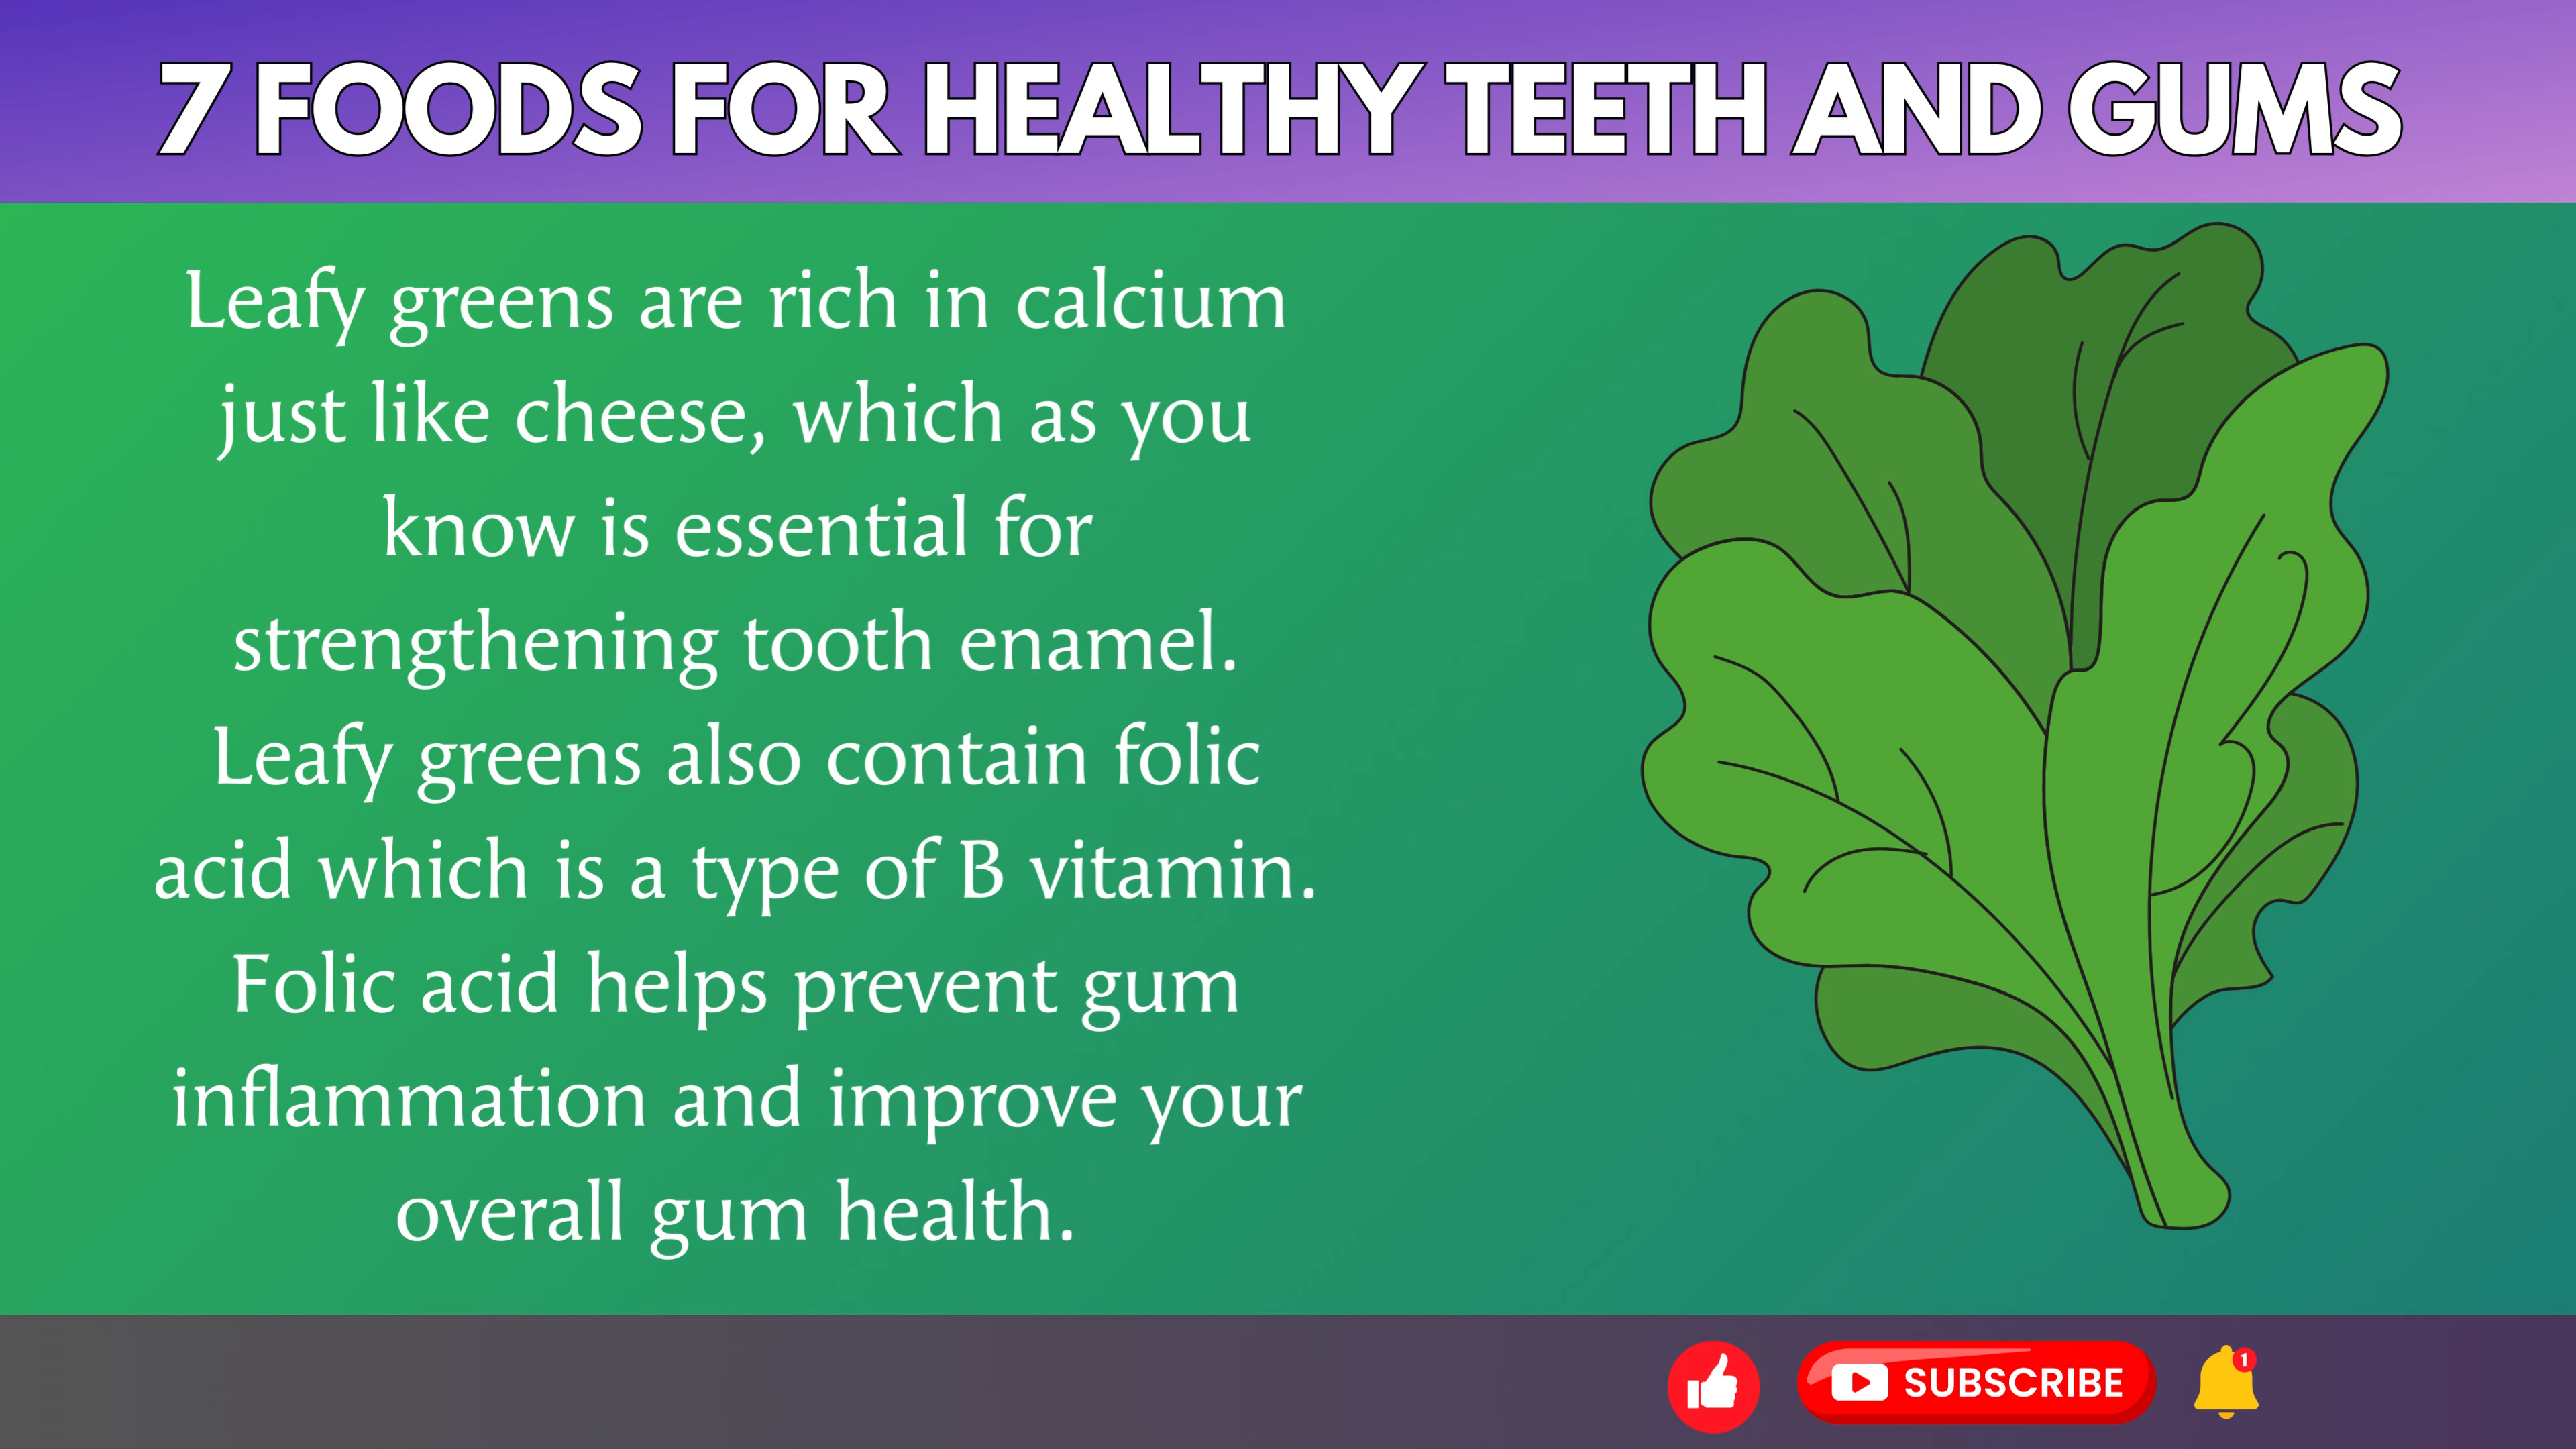 7 FOODS FOR HEALTHY TEETH AND GUMS
Leafy greens are rich in calcium
just like cheese, which as you
know is essential for
strengthening tooth enamel.
Leafy greens also contain folic
acid which is a type of B vitamin.
Folic acid helps prevent gum
inflammation and improve your
overall gum health.
SUBSCRIBE
1